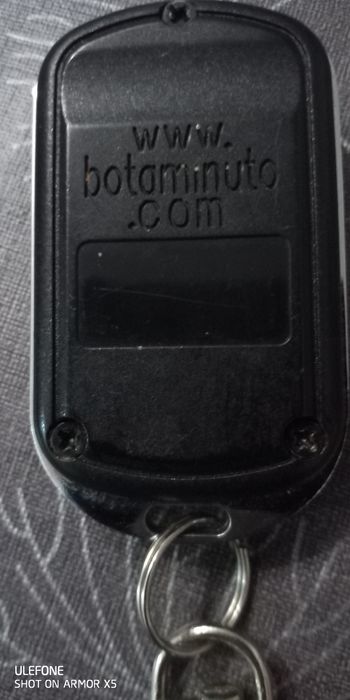 www.
botaminuto
.com
ULEFONE
SHOT ON ARMOR X5